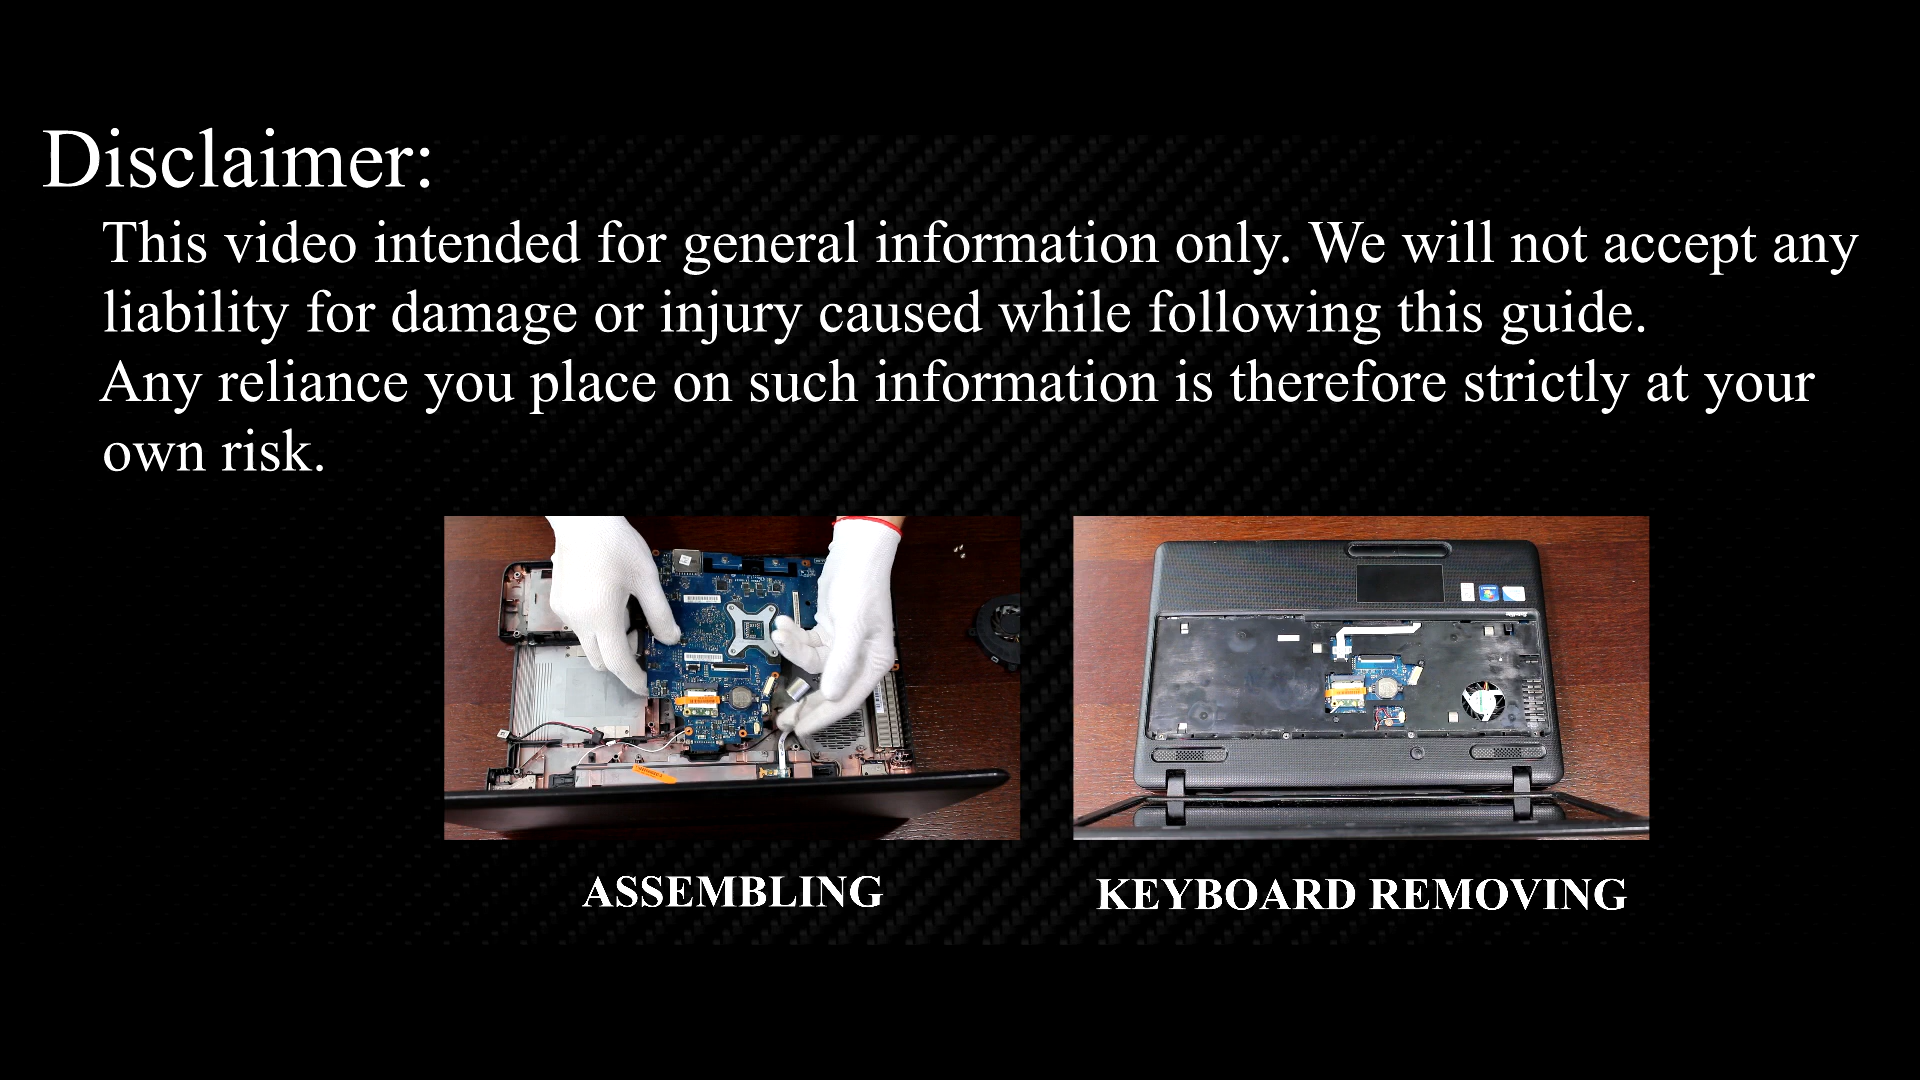 Disclaimer:
This video intended for general information only. We will not accept any
liability for damage or injury caused while following this guide.
Any reliance you place on such information is therefore strictly at your
own risk.
ASSEMBLING
KEYBOARD REMOVING